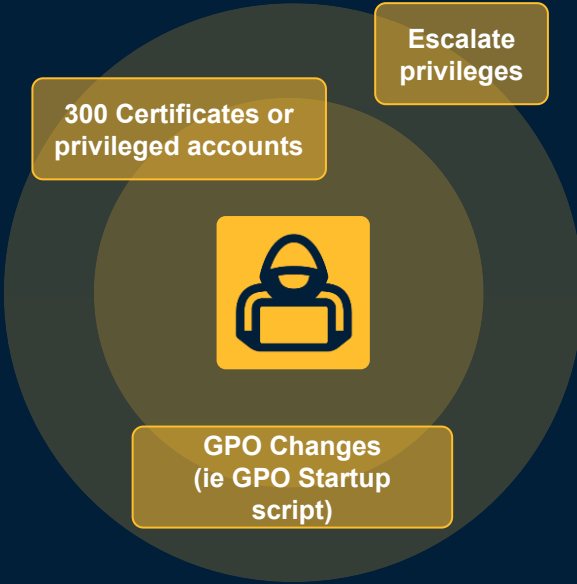 Escalate
privileges
300 Certificates or
privileged accounts
GPO Changes
(ie GPO Startup
script)